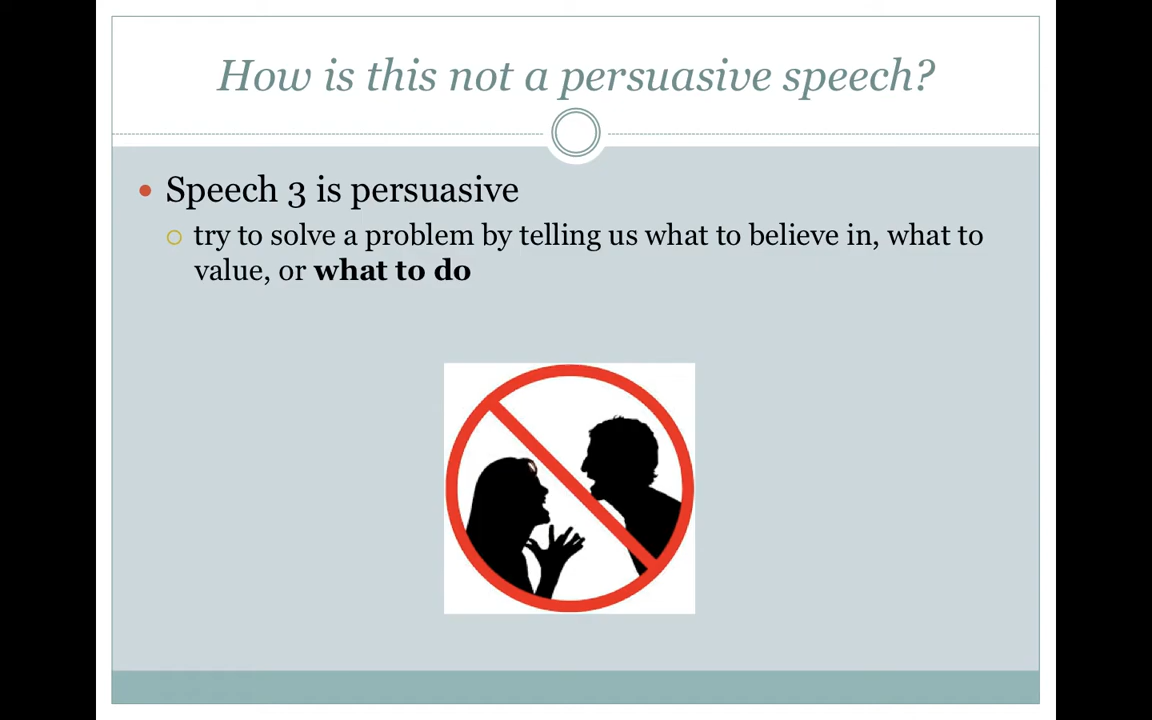 How is this not a persuasive speech?
Speech 3 is persuasive
try to solve a problem by telling us what to believe in, what to
value, or what to do